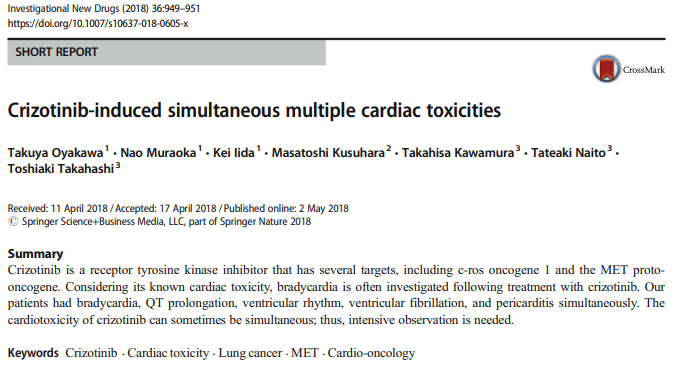 Investigational New Drugs (2018) 36:949–951
https://doi.org/10.1007/s10637-018-0605-x
SHORT REPORT
CrossMark
Crizotinib-induced simultaneous multiple cardiac toxicities
Takuya Oyakawa1 · Nao Muraoka1 · Kei Iida1 · Masatoshi Kusuhara2 · Takahisa Kawamura3 · Tateaki Naito3 ·
Toshiaki Takahashi3
Received: 11 April 2018 / Accepted: 17 April 2018 / Published online: 2 May 2018
© Springer Science+Business Media, LLC, part of Springer Nature 2018
Summary
Crizotinib is a receptor tyrosine kinase inhibitor that has several targets, including c-ros oncogene 1 and the MET proto-
oncogene. Considering its known cardiac toxicity, bradycardia is often investigated following treatment with crizotinib. Our
patients had bradycardia, QT prolongation, ventricular rhythm, ventricular fibrillation, and pericarditis simultaneously. The
cardiotoxicity of crizotinib can sometimes be simultaneous; thus, intensive observation is needed.
Keywords Crizotinib · Cardiac toxicity · Lung cancer · MET · Cardio-oncology